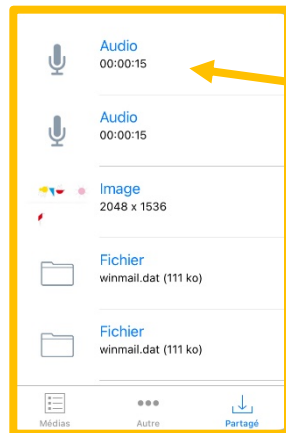 Audio
00:00:15
Audio
00:00:15
Image
2048 x 1536
Fichier
winmail.dat (111 ko)
Fichier
winmail.dat (111 ko)
Médias
Autre
Partagé